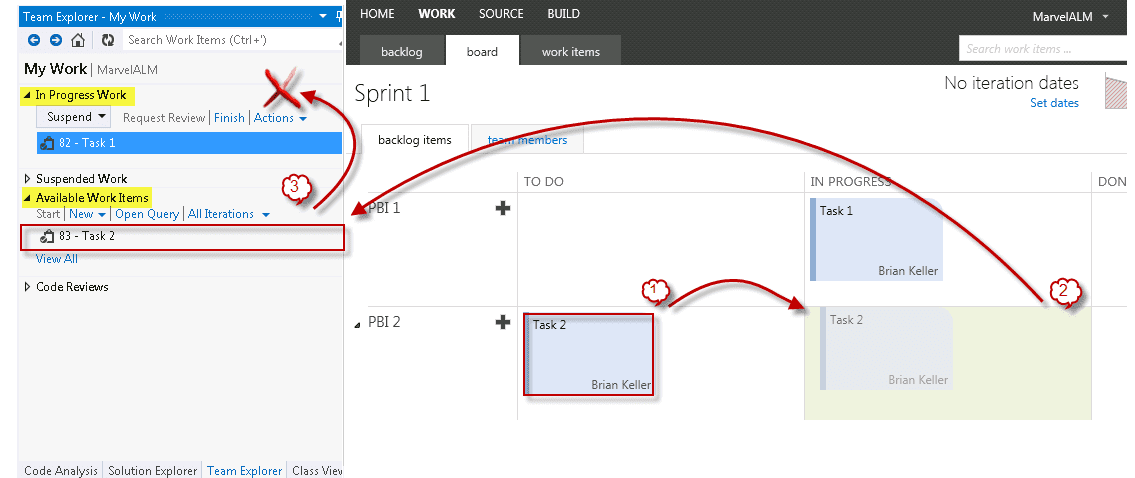 Team Explorer - My Work
Search Work Items (Ctrl+')
My Work | MarvelALM
In Progress Work
Suspend
Request Review | Finish | Actions
82 - Task 1
Suspended Work
3
Available Work Items
Start | New | Open Query | All Iterations
83 - Task 2
View All
Code Reviews
Code Analysis
Solution Explorer
Team Explorer
Class View
HOME
WORK
SOURCE
BUILD
MarvelALM
backlog
board
work items
Search work items ...
Sprint 1
No iteration dates
Set dates
backlog items
team members
TO DO
IN PROGRESS
DON
PBI 1
Task 1
Brian Keller
1
2
PBI 2
Task 2
Brian Keller
Task 2
Brian Keller